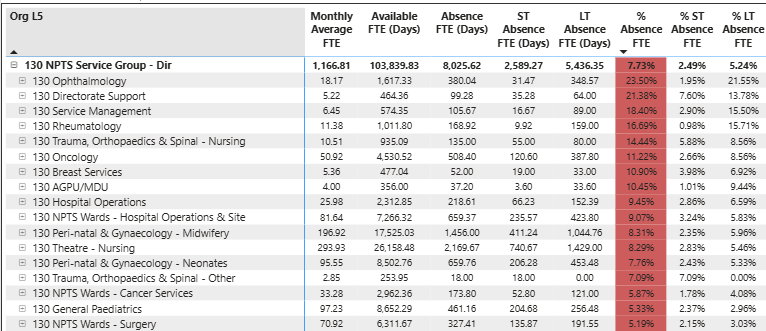 Org L5 Monthly Average FTE Available FTE (Days) Absence FTE (Days) ST Absence FTE (Days) LT Absence FTE (Days) % Absence FTE % ST Absence FTE % LT Absence FTE
130 NPTS Service Group - Dir 1,166.81 103,839.83 8,025.62 2,589.27 5,436.35 7.73% 2.49% 5.24%
130 Ophthalmology 18.17 1,617.33 380.04 31.47 348.57 23.50% 1.95% 21.55%
130 Directorate Support 5.22 464.36 99.28 35.28 64.00 21.38% 7.60% 13.78%
130 Service Management 6.45 574.35 105.67 16.67 89.00 18.40% 2.90% 15.50%
130 Rheumatology 11.38 1,011.80 168.92 9.92 159.00 16.69% 0.98% 15.71%
130 Trauma, Orthopaedics & Spinal - Nursing 10.51 935.09 135.00 55.00 80.00 14.44% 5.88% 8.56%
130 Oncology 50.92 4,530.52 508.40 120.60 387.80 11.22% 2.66% 8.56%
130 Breast Services 5.36 477.04 52.00 19.00 33.00 10.90% 3.98% 6.92%
130 AGPU/MDU 4.00 356.00 37.20 3.60 33.60 10.45% 1.01% 9.44%
130 Hospital Operations 25.98 2,312.85 218.61 66.23 152.39 9.45% 2.86% 6.59%
130 NPTS Wards - Hospital Operations & Site 81.64 7,266.32 659.37 235.57 423.80 9.07% 3.24% 5.83%
130 Peri-natal & Gynaecology - Midwifery 196.92 17,525.03 1,456.00 411.24 1,044.76 8.31% 2.35% 5.96%
130 Theatre - Nursing 293.93 26,158.48 2,169.67 740.67 1,429.00 8.29% 2.83% 5.46%
130 Peri-natal & Gynaecology - Neonates 95.55 8,502.76 659.76 206.28 453.48 7.76% 2.43% 5.33%
130 Trauma, Orthopaedics & Spinal - Other 2.85 253.95 18.00 18.00 0.00 7.09% 7.09% 0.00%
130 NPTS Wards - Cancer Services 33.28 2,962.36 173.80 52.80 121.00 5.87% 1.78% 4.08%
130 General Paediatrics 97.23 8,652.29 461.16 204.68 256.48 5.33% 2.37% 2.96%
130 NPTS Wards - Surgery 70.92 6,311.67 327.41 135.87 191.55 5.19% 2.15% 3.03%